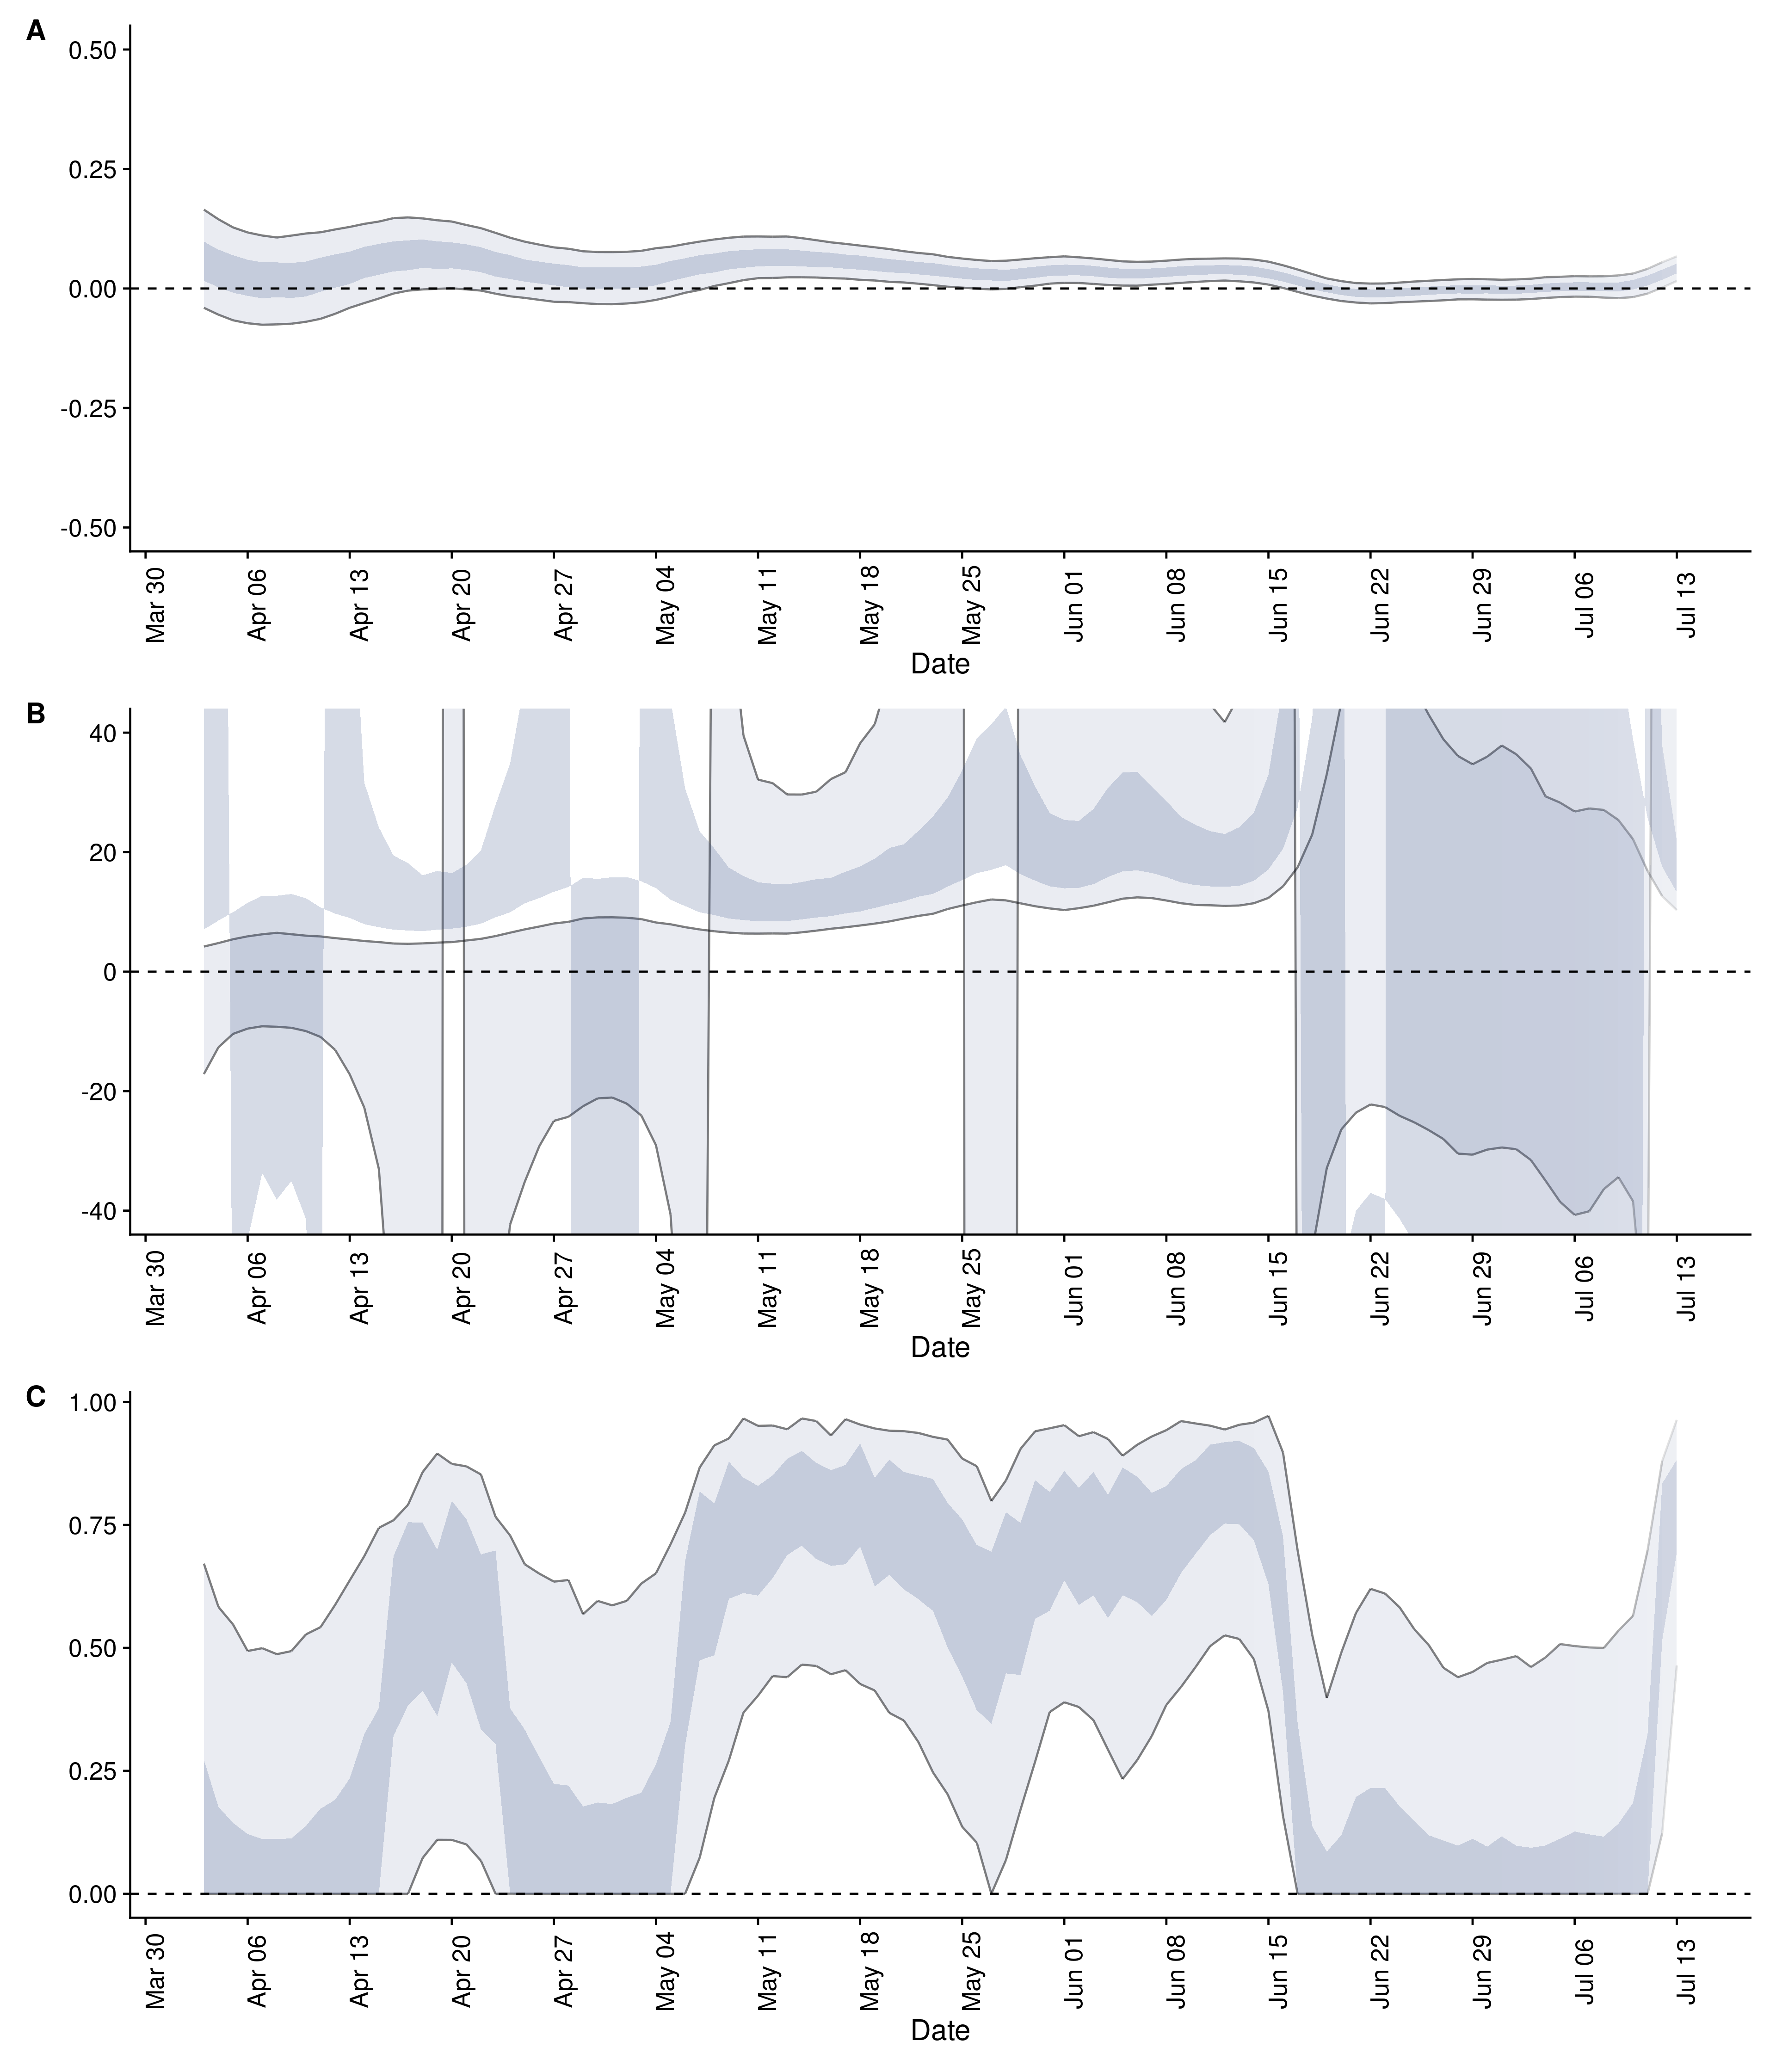 A
0.50
0.25
0.00
-0.25
-0.50
Mar 30
Apr 06
Apr 13
Apr 20
Apr 27
May 04
May 11
May 18
May 25
Jun 01
Jun 08
Jun 15
Jun 22
Jun 29
Jul 06
Jul 13
Date
B
40
20
0
-20
-40
Mar 30
Apr 06
Apr 13
Apr 20
Apr 27
May 04
May 11
May 18
May 25
Jun 01
Jun 08
Jun 15
Jun 22
Jun 29
Jul 06
Jul 13
Date
C
1.00
0.75
0.50
0.25
0.00
Mar 30
Apr 06
Apr 13
Apr 20
Apr 27
May 04
May 11
May 18
May 25
Jun 01
Jun 08
Jun 15
Jun 22
Jun 29
Jul 06
Jul 13
Date